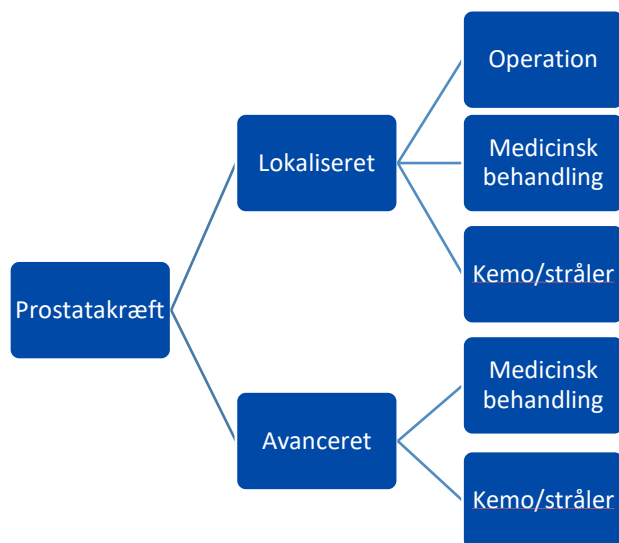 Prostatakræft
Lokaliseret
Operation
Medicinsk
behandling
Kemo/stråler
Avanceret
Medicinsk
behandling
Kemo/stråler